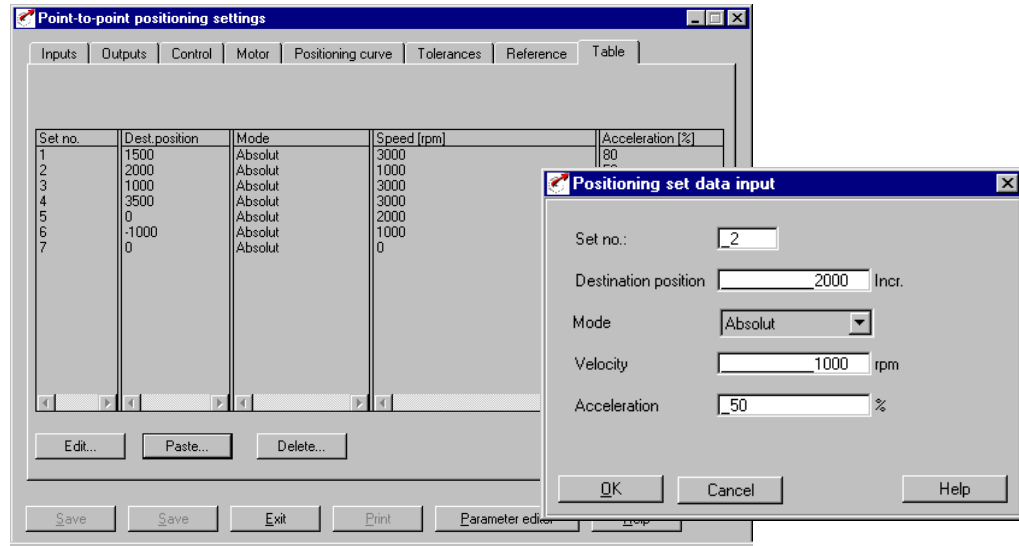 Point-to-point positioning settings
Inputs Outputs Control Motor Positioning curve Tolerances Reference Table
Set no. Dest.position Mode Speed [rpm] Acceleration [%]
1 1500 Absolut 3000 80
2 2000 Absolut 1000 50
3 1000 Absolut 3000
4 3500 Absolut 3000
5 0 Absolut 2000
6 -1000 Absolut 1000
7 0 Absolut 0
Edit... Paste... Delete...
Save Save Exit Print Parameter editor Help
Positioning set data input
Set no.: _2
Destination position 2000 Incr.
Mode Absolut
Velocity 1000 rpm
Acceleration _50 %
OK Cancel Help